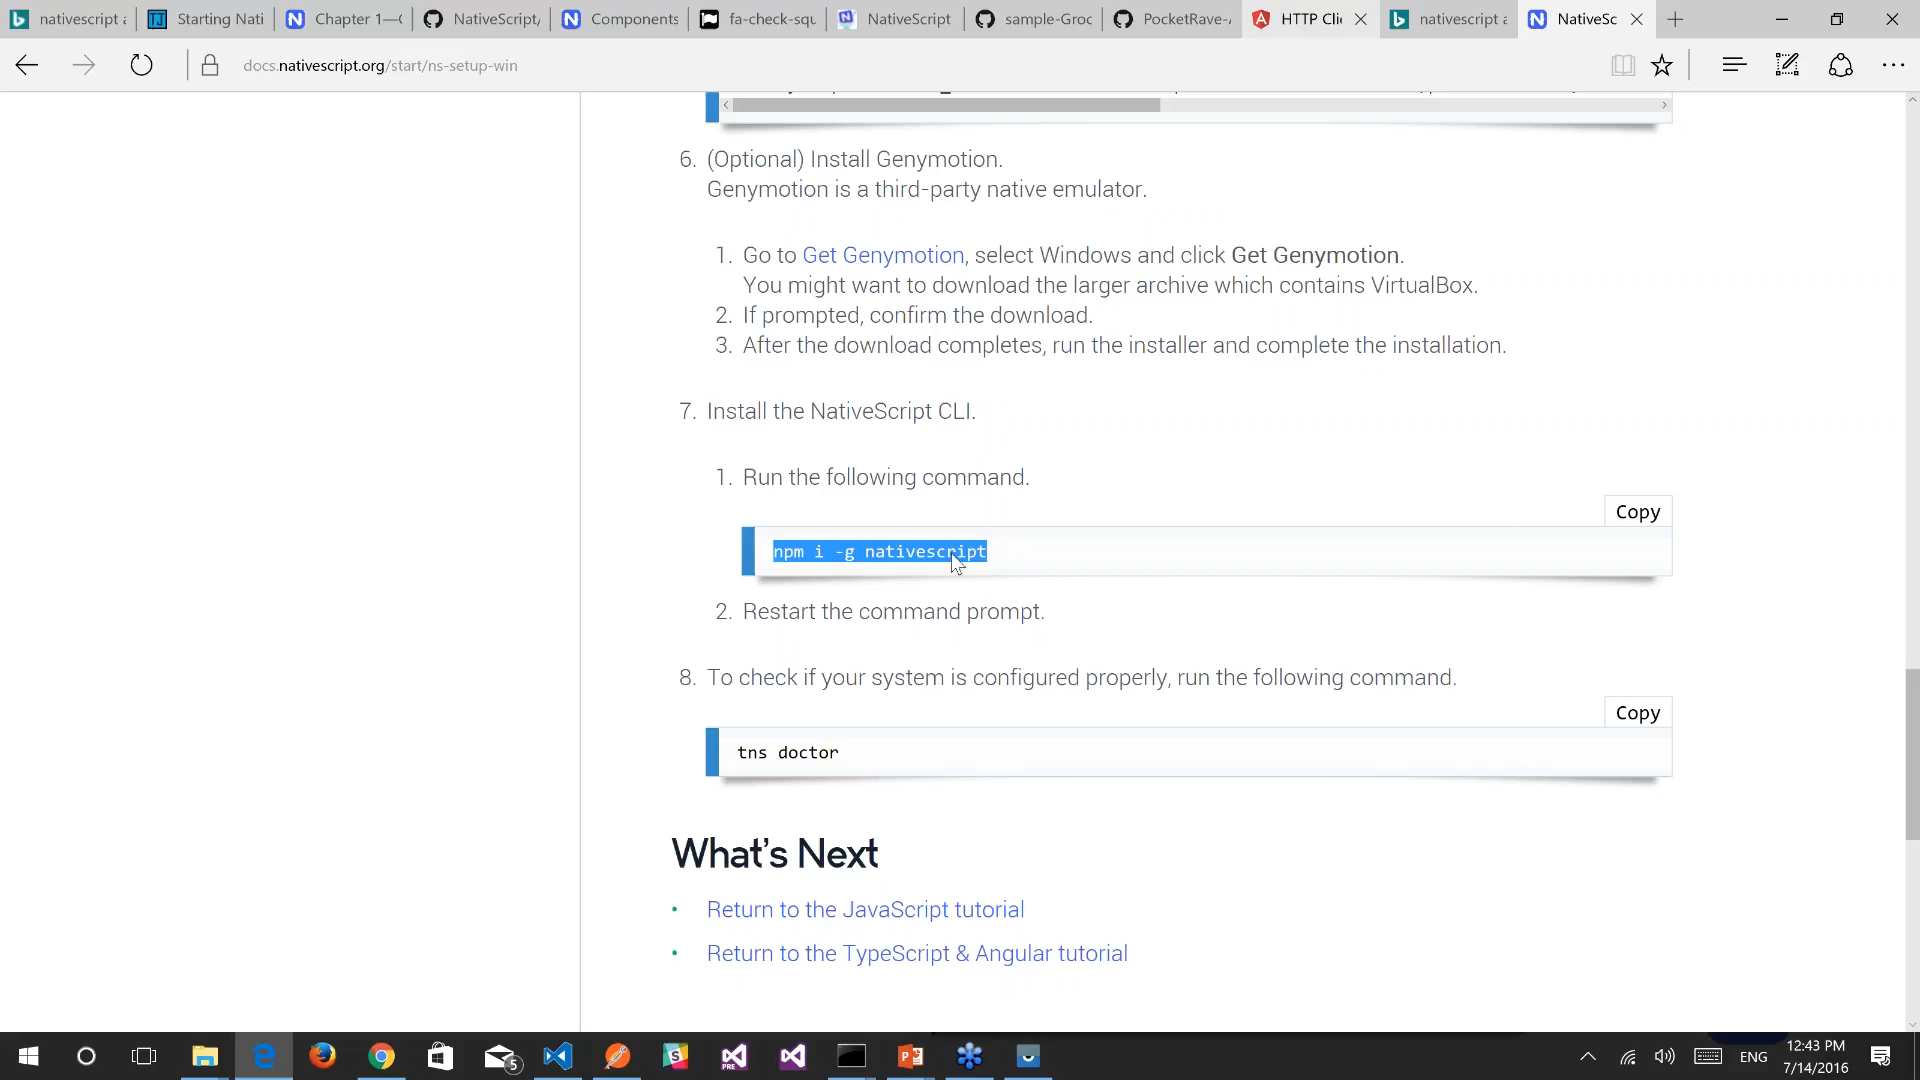 nativescript a
Starting Nati
Chapter 1—
NativeScript/
Components
fa-check-squ
NativeScript
sample-Groc
PocketRave-
HTTP Clie
nativescript a
NativeSc
docs.nativescript.org/start/ns-setup-win
6. (Optional) Install Genymotion.
Genymotion is a third-party native emulator.
1. Go to Get Genymotion, select Windows and click Get Genymotion.
You might want to download the larger archive which contains VirtualBox.
2. If prompted, confirm the download.
3. After the download completes, run the installer and complete the installation.
7. Install the NativeScript CLI.
1. Run the following command.
Copy
npm i -g nativescript
2. Restart the command prompt.
8. To check if your system is configured properly, run the following command.
Copy
tns doctor
What's Next
• Return to the JavaScript tutorial
• Return to the TypeScript & Angular tutorial
5
PRE
ENG
12:43 PM
7/14/2016